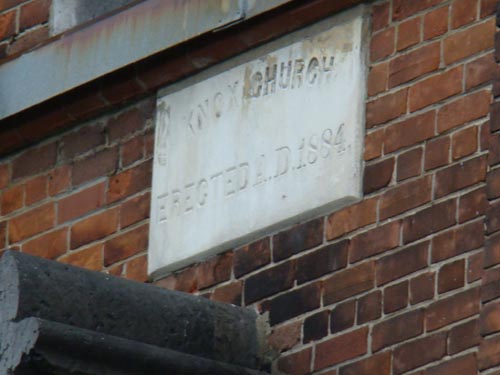 KNOX CHURCH
ERECTED A.D. 1884.